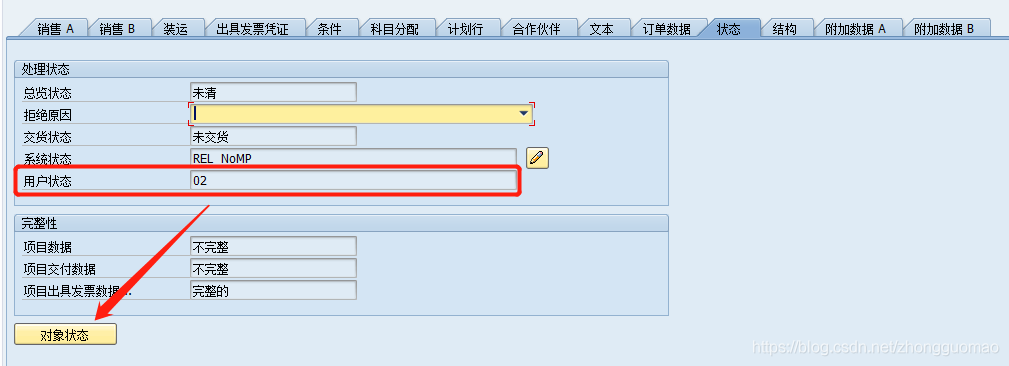 销售 A 销售 B 装运 出具发票凭证 条件 科目分配 计划行 合作伙伴 文本 订单数据 状态 结构 附加数据 A 附加数据 B
处理状态
总览状态 未清
拒绝原因
交货状态 未交货
系统状态 REL NoMP
用户状态 02
完整性
项目数据 不完整
项目交付数据 不完整
项目出具发票数据... 完整的
对象状态
https://blog.csdn.net/zhongguomao